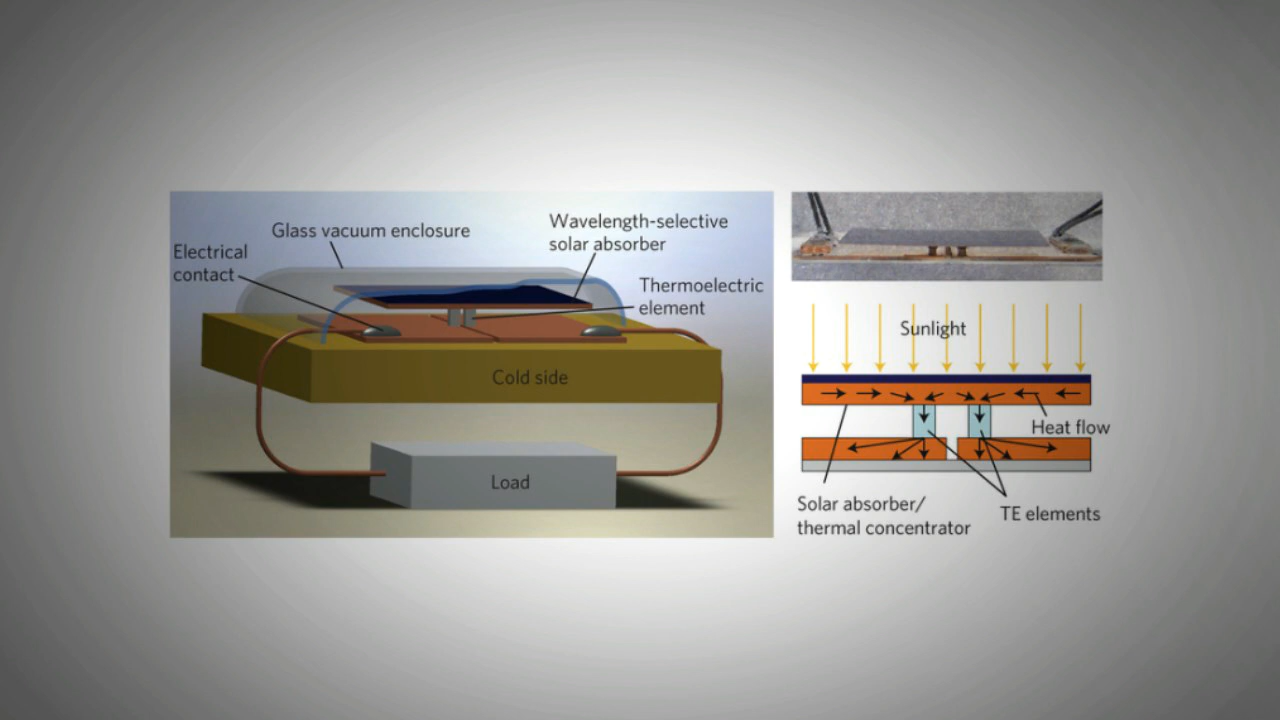 Glass vacuum enclosure
Wavelength-selective
solar absorber
Electrical
contact
Thermoelectric
element
Cold side
Load
Sunlight
Heat flow
Solar absorber/
thermal concentrator
TE elements